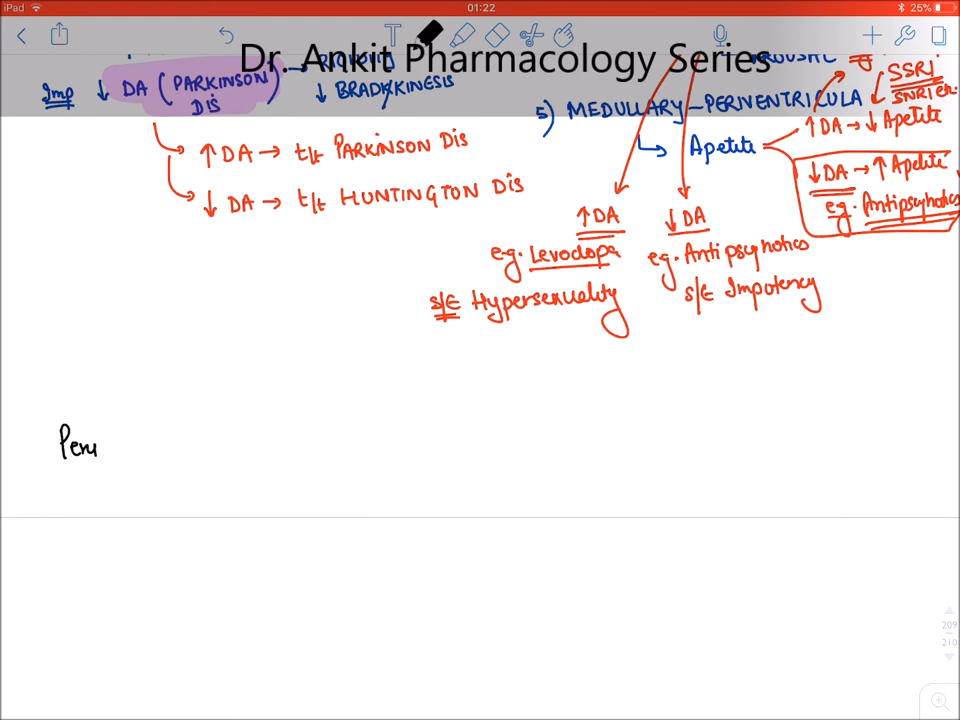 iPad 01:22 25%
Dr. Ankit Pharmacology Series
Imp ↓ DA (PARKINSON DIS
↓ BRADYKINESIS
↑ DA → t/t PARKINSON DIS
↓ DA → t/t HUNTINGTON DIS
5) MEDULLARY-PERIVENTRICULA
Apetite
SSRI
SNRI
↑ DA → ↓ Apetite
↓ DA → ↑ Apetite
eg. Antipsychotics
↑ DA
eg. Levodopa
s/E Hypersexuality
↓ DA
eg. Antipsychotics
s/E Impotency
209
210